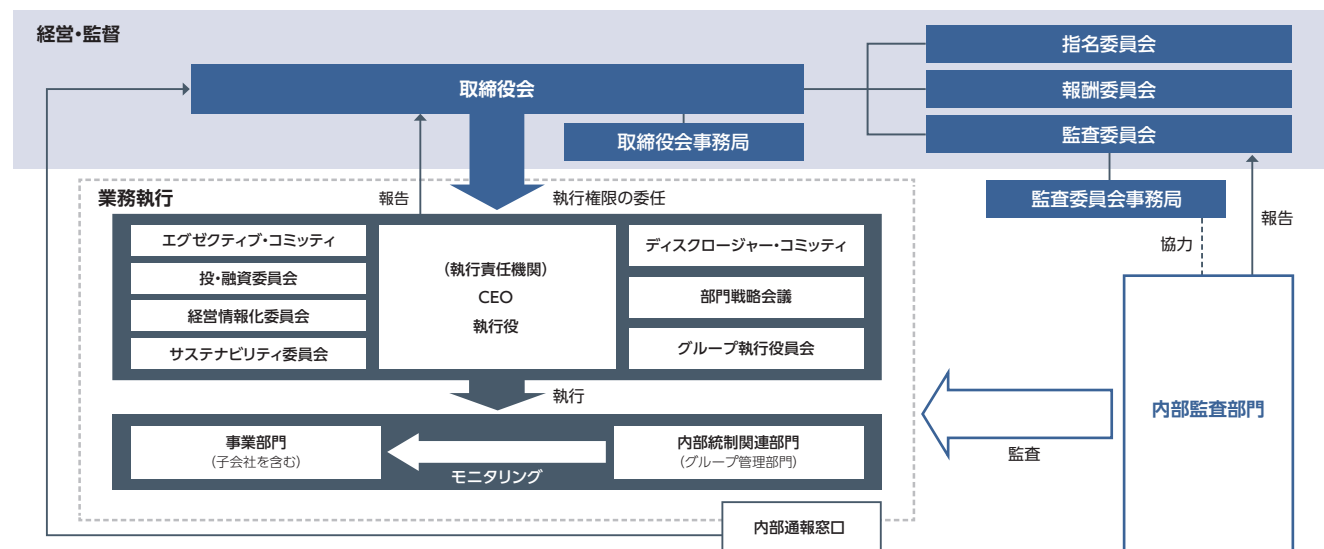 経営・監督
取締役会
取締役会事務局
指名委員会
報酬委員会
監査委員会
監査委員会事務局
報告
協力
業務執行
報告
執行権限の委任
エグゼクティブ・コミッティ
投・融資委員会
経営情報化委員会
サステナビリティ委員会
(執行責任機関)
CEO
執行役
ディスクロージャー・コミッティ
部門戦略会議
グループ執行役員会
執行
事業部門
(子会社を含む)
モニタリング
内部統制関連部門
(グループ管理部門)
監査
内部監査部門
内部通報窓口